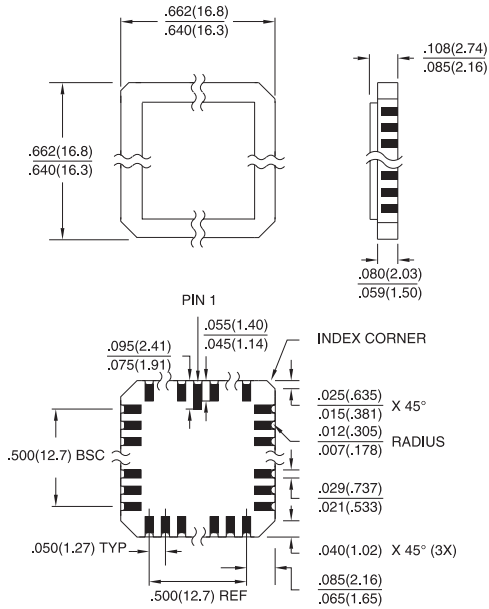 .662(16.8)
.640(16.3)
.108(2.74)
.085(2.16)
.662(16.8)
.640(16.3)
.080(2.03)
.059(1.50)
PIN 1
.055(1.40)
.045(1.14)
INDEX CORNER
.095(2.41)
.075(1.91)
.025(.635)
.015(.381)
X 45°
.012(.305)
.007(.178)
RADIUS
.500(12.7) BSC
.029(.737)
.021(.533)
.050(1.27) TYP
.040(1.02) X 45° (3X)
.500(12.7) REF
.085(2.16)
.065(1.65)